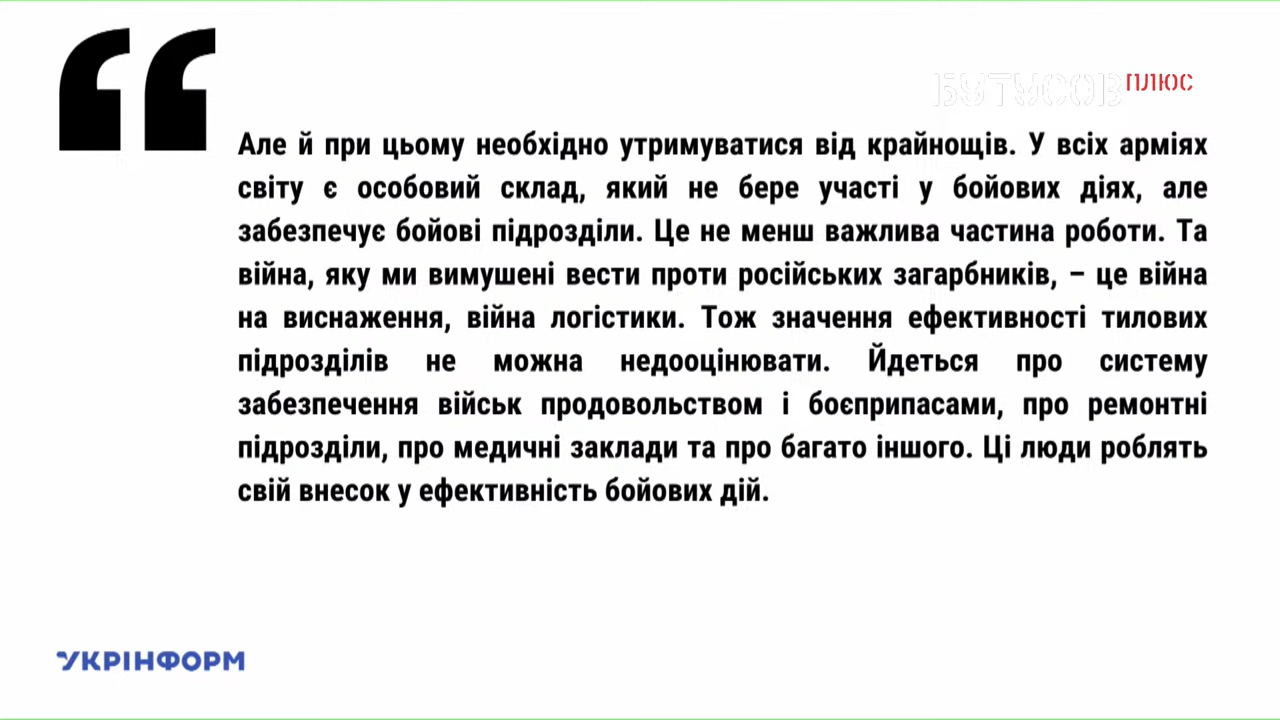 БУТУСОВ ПЛЮС
Але й при цьому необхідно утримуватися від крайнощів. У всіх арміях
світу є особовий склад, який не бере участі у бойових діях, але
забезпечує бойові підрозділи. Це не менш важлива частина роботи. Та
війна, яку ми вимушені вести проти російських загарбників, – це війна
на виснаження, війна логістики. Тож значення ефективності тилових
підрозділів не можна недооцінювати. Йдеться про систему
забезпечення військ продовольством і боєприпасами, про ремонтні
підрозділи, про медичні заклади та про багато іншого. Ці люди роблять
свій внесок у ефективність бойових дій.
УКРІНФОРМ